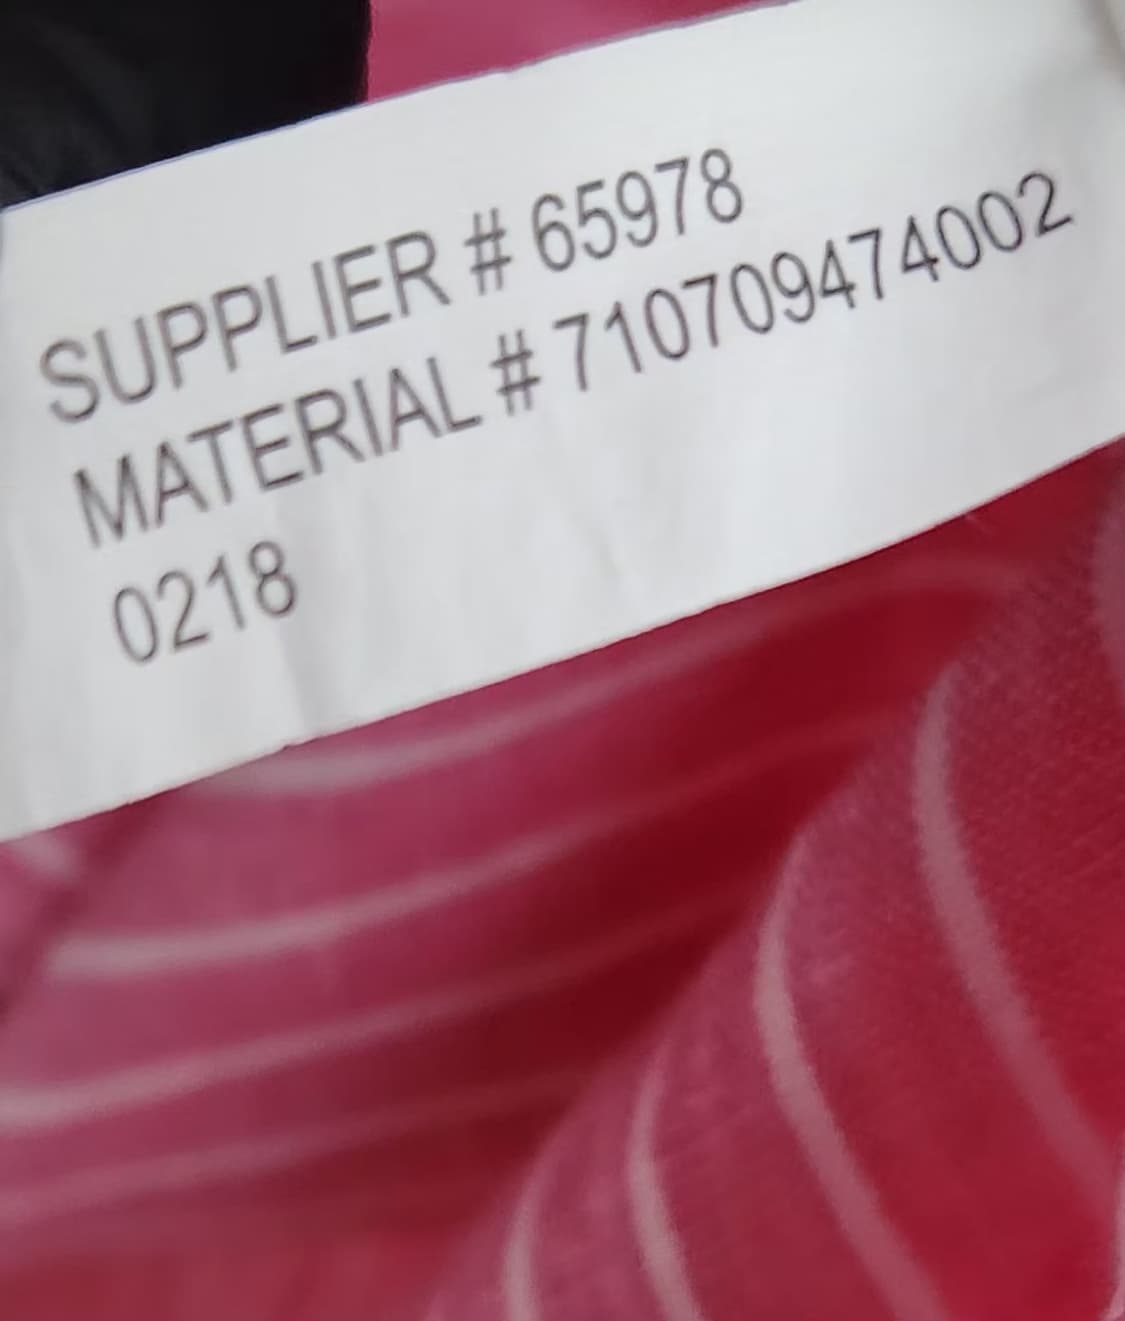 SUPPLIER # 65978
MATERIAL # 710709474002
0218